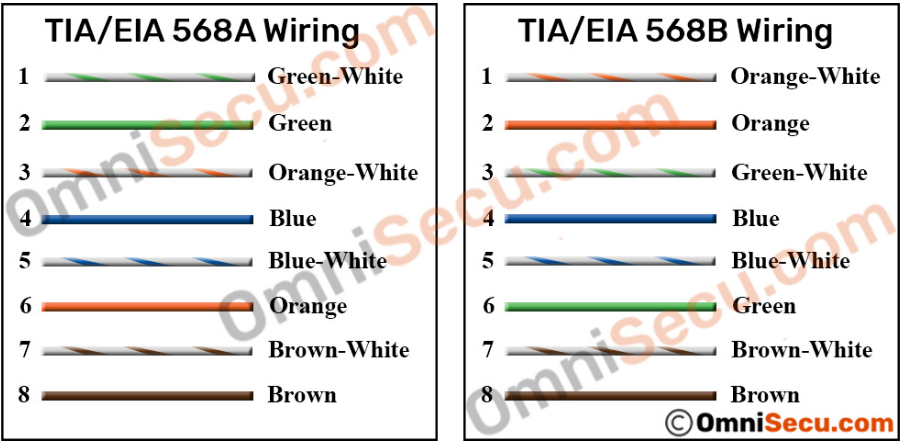 TIA/EIA 568A Wiring
1 Green-White
2 Green
3 Orange-White
4 Blue
5 Blue-White
6 Orange
7 Brown-White
8 Brown
TIA/EIA 568B Wiring
1 Orange-White
2 Orange
3 Green-White
4 Blue
5 Blue-White
6 Green
7 Brown-White
8 Brown
OmniSecu.com
OmniSecu.com
OmniSecu.com
©OmniSecu.com